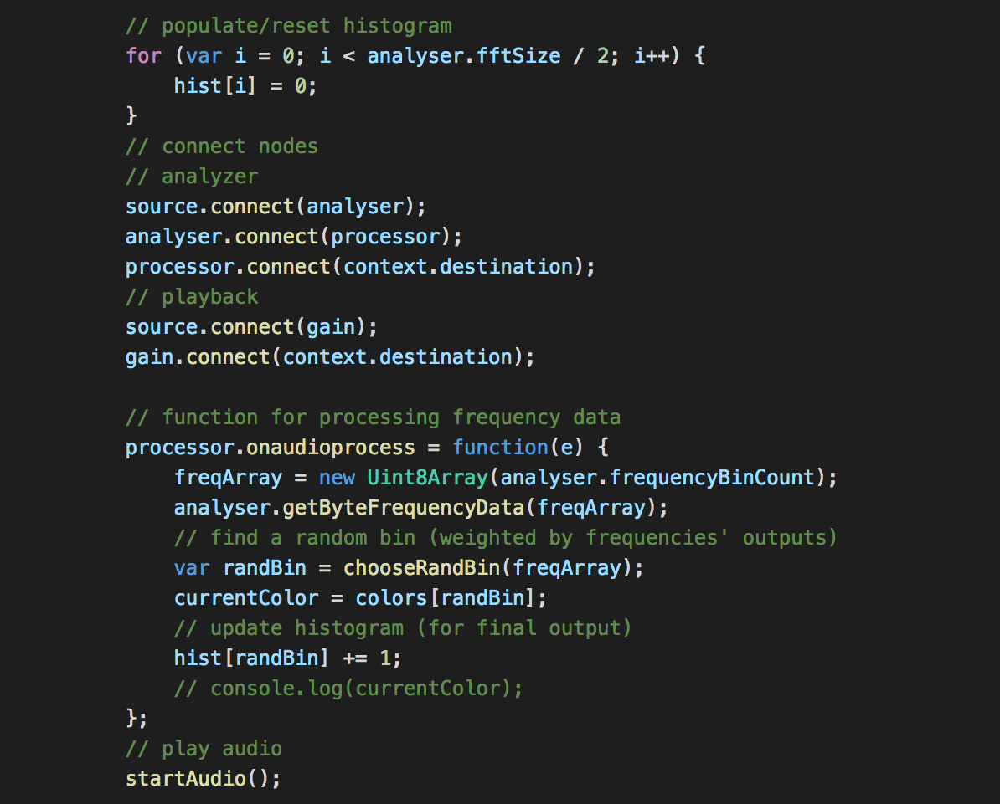 // populate/reset histogram
for (var i = 0; i < analyser.fftSize / 2; i++) {
    hist[i] = 0;
}
// connect nodes
// analyzer
source.connect(analyser);
analyser.connect(processor);
processor.connect(context.destination);
// playback
source.connect(gain);
gain.connect(context.destination);

// function for processing frequency data
processor.onaudioprocess = function(e) {
    freqArray = new Uint8Array(analyser.frequencyBinCount);
    analyser.getByteFrequencyData(freqArray);
    // find a random bin (weighted by frequencies' outputs)
    var randBin = chooseRandBin(freqArray);
    currentColor = colors[randBin];
    // update histogram (for final output)
    hist[randBin] += 1;
    // console.log(currentColor);
};
// play audio
startAudio();